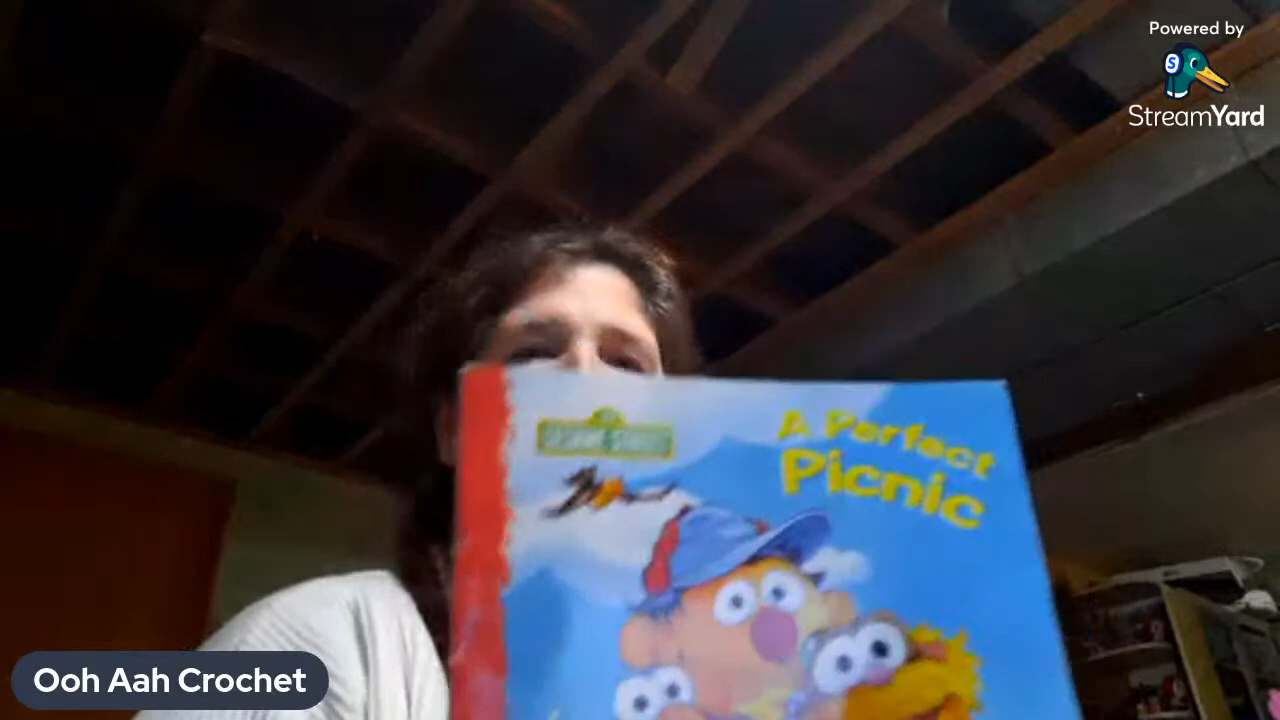 Powered by
StreamYard
SESAME STREET
A Perfect
Picnic
Ooh Aah Crochet